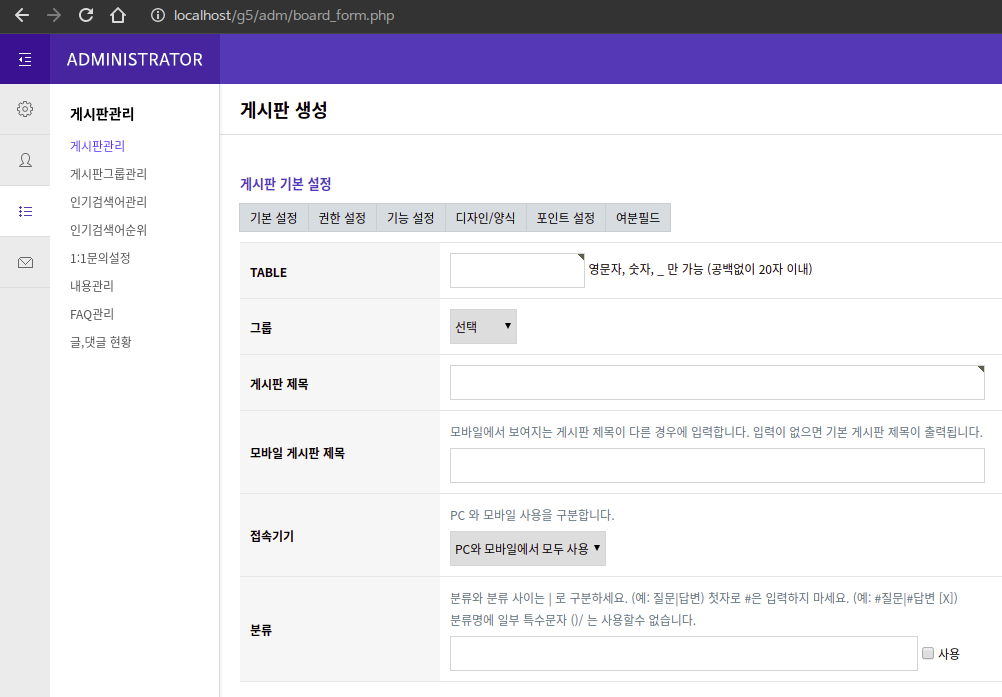 localhost/g5/adm/board_form.php
ADMINISTRATOR
게시판관리
게시판관리
게시판그룹관리
인기검색어관리
인기검색어순위
1:1문의설정
내용관리
FAQ관리
글,댓글 현황
게시판 생성
게시판 기본 설정
기본 설정 권한 설정 기능 설정 디자인/양식 포인트 설정 여분필드
TABLE
영문자, 숫자, _ 만 가능 (공백없이 20자 이내)
그룹
선택
게시판 제목
모바일 게시판 제목
모바일에서 보여지는 게시판 제목이 다른 경우에 입력합니다. 입력이 없으면 기본 게시판 제목이 출력됩니다.
접속기기
PC 와 모바일 사용을 구분합니다.
PC와 모바일에서 모두 사용
분류
분류와 분류 사이는 | 로 구분하세요. (예: 질문|답변) 첫자로 #은 입력하지 마세요. (예: #질문|#답변 [X])
분류명에 일부 특수문자 ()/ 는 사용할수 없습니다.
사용